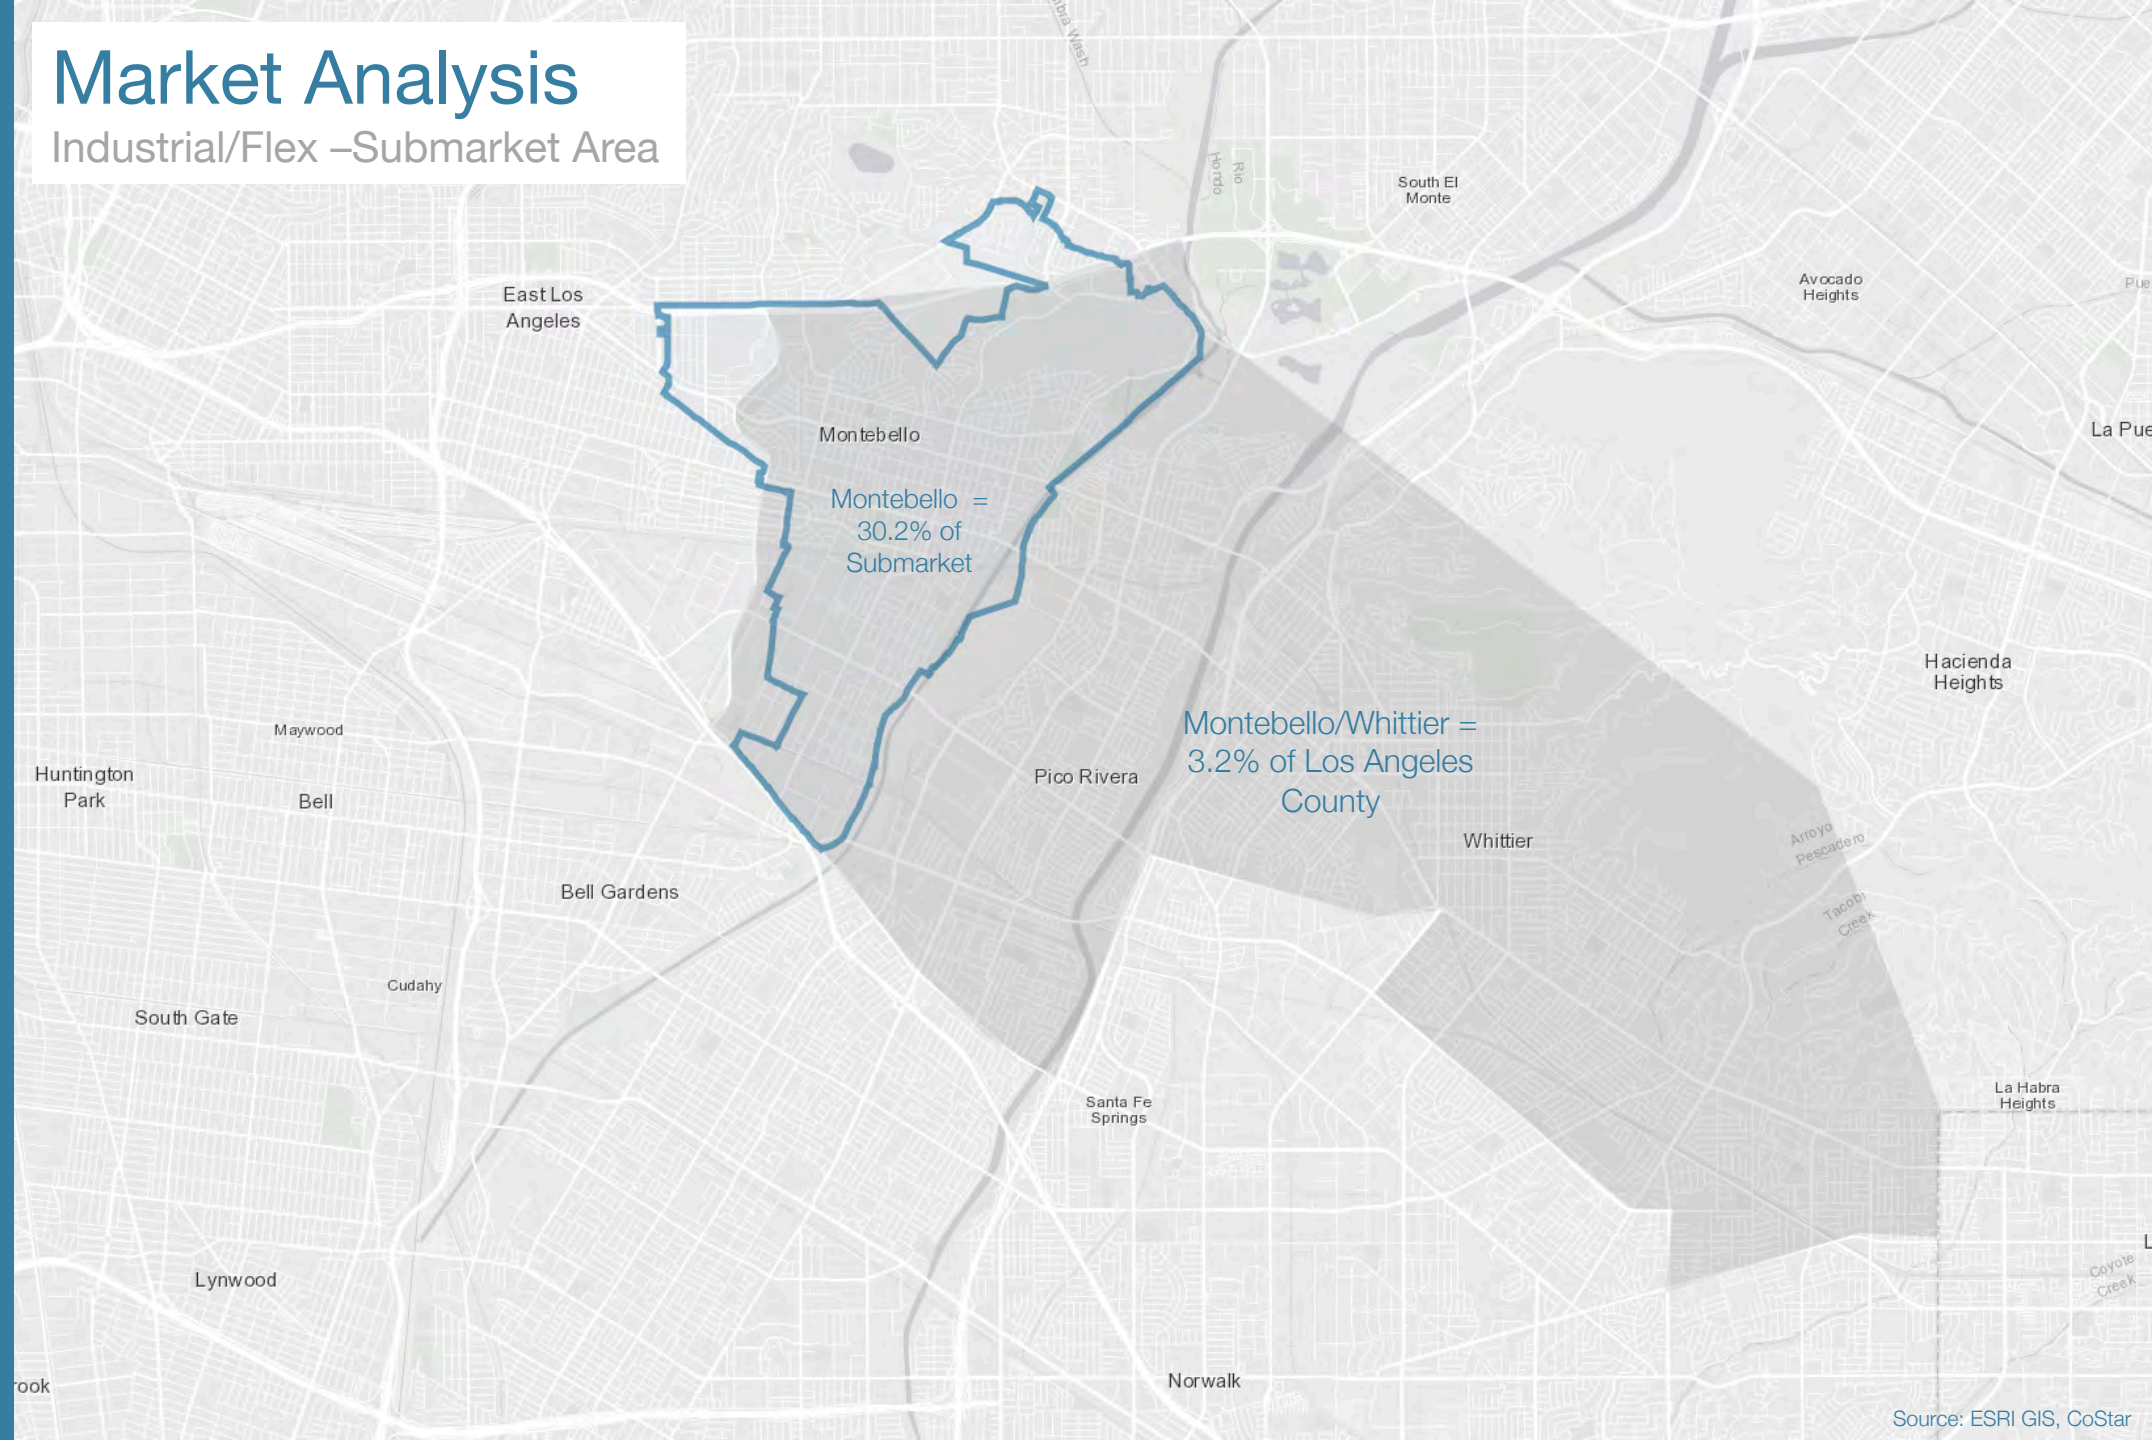 Market Analysis
Industrial/Flex –Submarket Area
Wash
Rio
Hondo
South El
Monte
East Los
Angeles
Avocado
Heights
Montebello
La Pue
Montebello =
30.2% of
Submarket
Hacienda
Heights
Maywood
Montebello/Whittier =
3.2% of Los Angeles
County
Huntington
Park
Bell
Pico Rivera
Whittier
Arroyo
Pescadero
Bell Gardens
Tacobi
Creek
Cudahy
South Gate
Santa Fe
Springs
La Habra
Heights
Coyote
Creek
Lynwood
Norwalk
rook
Source: ESRI GIS, CoStar